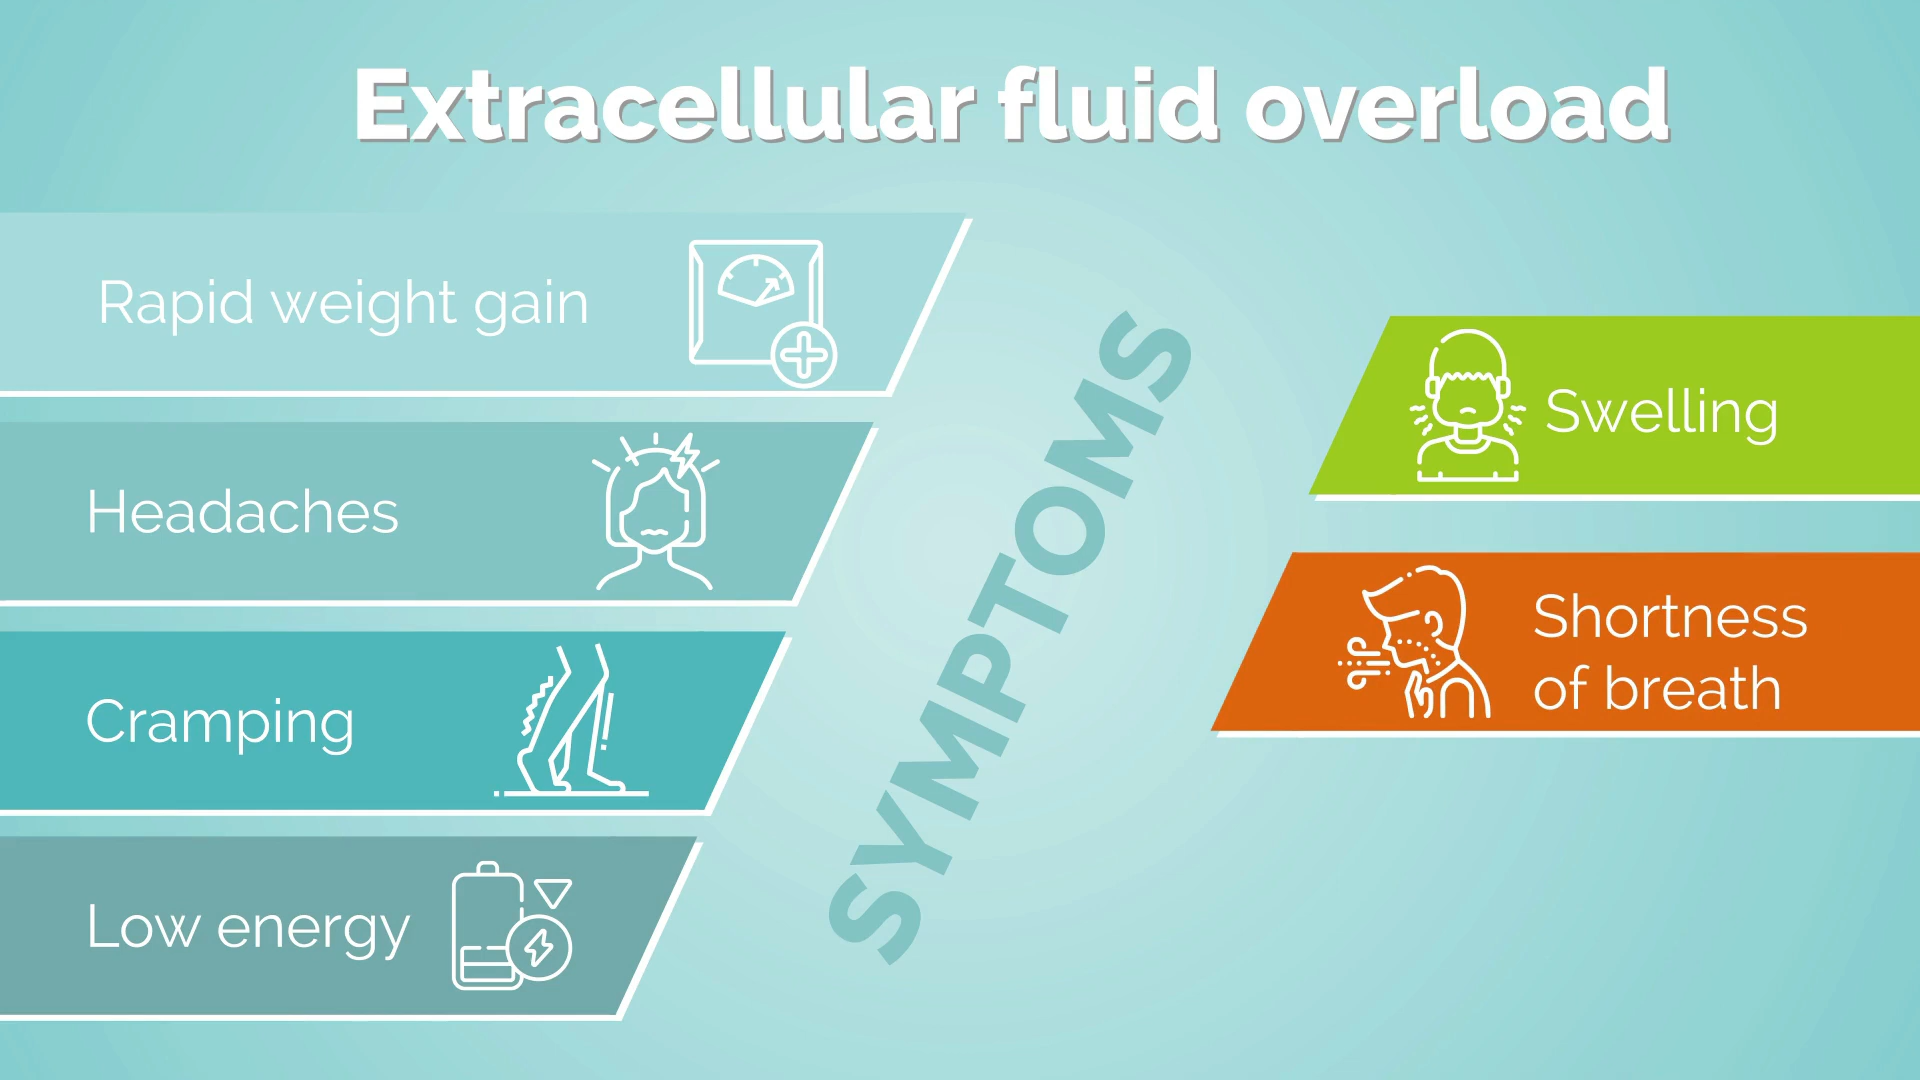 Extracellular fluid overload
Rapid weight gain
Headaches
Cramping
Low energy
SYMPTOMS
Swelling
Shortness
of breath